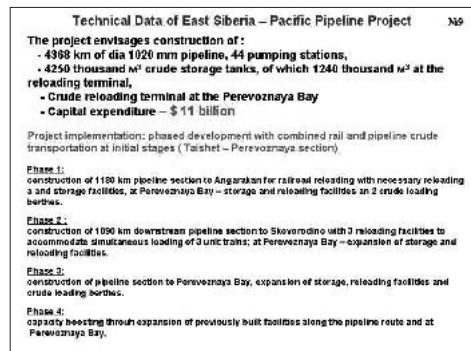 Technical Data of East Siberia – Pacific Pipeline Project
№9
The project envisages construction of :
- 4368 km of dia 1020 mm pipeline, 44 pumping stations,
- 4250 thousand м³ crude storage tanks, of which 1240 thousand м³ at the
reloading terminal,
- Crude reloading terminal at the Perevoznaya Bay
- Capital expenditure – $ 11 billion
Project implementation: phased development with combined rail and pipeline crude
transportation at initial stages ( Taishet – Perevoznaya section)
Phase 1:
construction of 1180 km pipeline section to Angarakan for railroad reloading with necessary reloading
a and storage facilities, at Perevoznaya Bay – storage and reloading facilities an 2 crude loading
berthes.
Phase 2 :
construction of 1090 km downstream pipeline section to Skovorodino with 3 reloading facilities to
accommodate simultaneous loading of 3 unit trains; at Perevoznaya Bay – expansion of storage and
reloading facilities.
Phase 3:
construction of pipeline section to Perevoznaya Bay, expansion of storage, reloading facilities and
crude loading berthes.
Phase 4:
capacity boosting throuh expansion of previously built facilities along the pipeline route and at
Perevoznaya Bay,